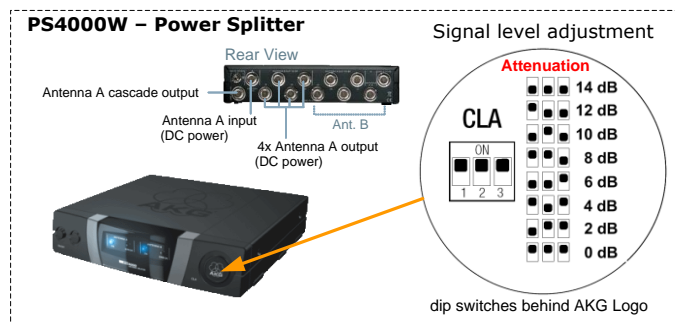 PS4000W – Power Splitter
Rear View
Antenna A cascade output
Antenna A input
(DC power)
4x Antenna A output
(DC power)
Ant. B
AKG
AKG
Signal level adjustment
Attenuation
CLA
ON
1 2 3
14 dB
12 dB
10 dB
8 dB
6 dB
4 dB
2 dB
0 dB
dip switches behind AKG Logo